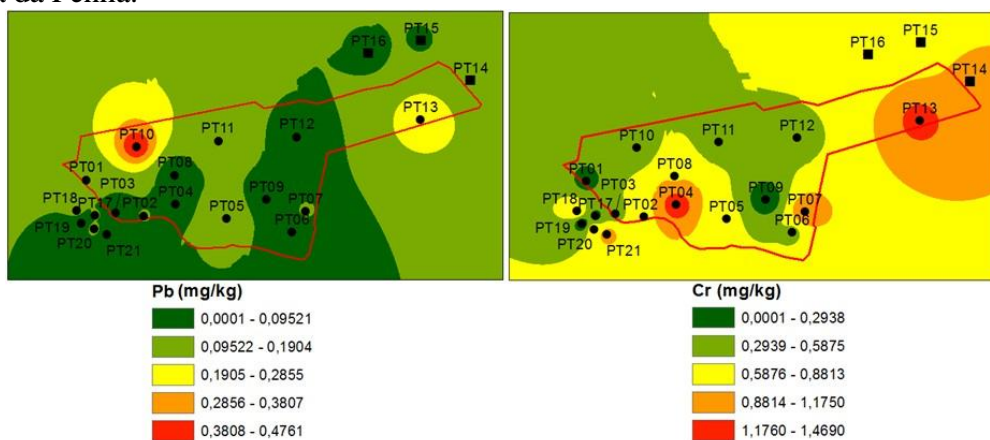 da Penha.
PT16 PT15
PT14
PT13
PT10 PT11 PT12
PT01 PT08
PT03 PT04 PT09
PT18 PT17 PT02 PT05 PT07
PT19 PT06
PT20 PT21
PT15
PT16 PT14
PT13
PT10 PT11 PT12
PT01 PT08
PT03 PT04 PT09
PT18 PT17 PT02 PT05 PT07
PT19 PT06
PT20 PT21
Pb (mg/kg)
0,0001 - 0,09521
0,09522 - 0,1904
0,1905 - 0,2855
0,2856 - 0,3807
0,3808 - 0,4761
Cr (mg/kg)
0,0001 - 0,2938
0,2939 - 0,5875
0,5876 - 0,8813
0,8814 - 1,1750
1,1760 - 1,4690